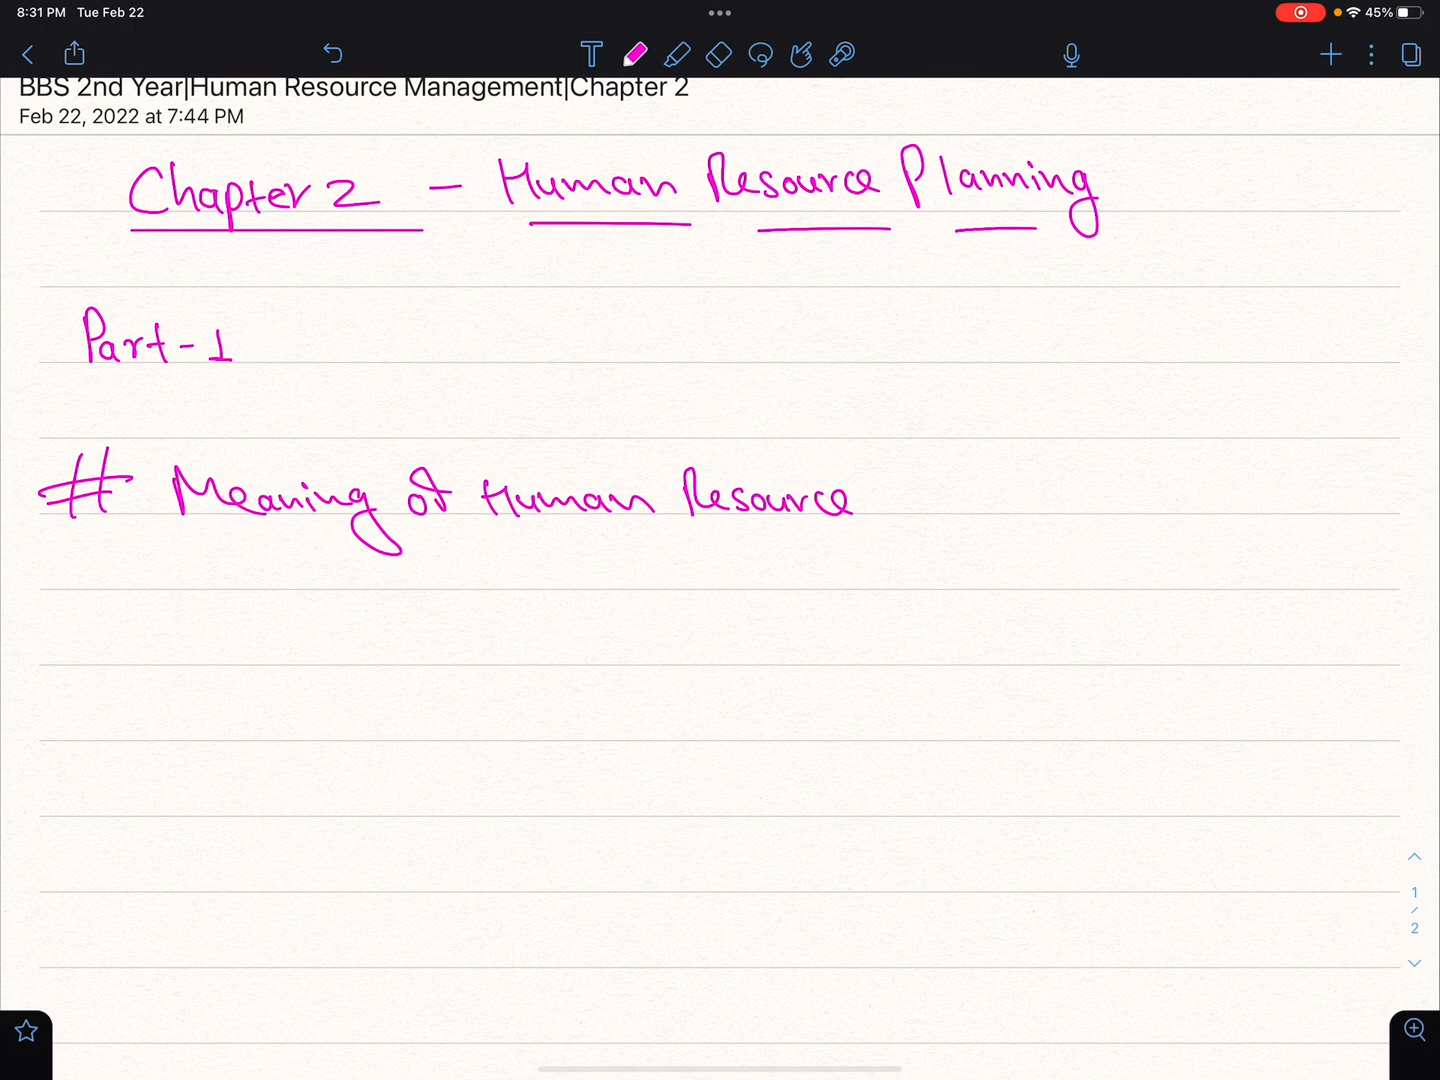 8:31 PM Tue Feb 22
45%
BBS 2nd Year|Human Resource Management|Chapter 2
Feb 22, 2022 at 7:44 PM
Chapter 2 - Human Resource Planning
Part-1
# Meaning of Human Resource
1
/
2